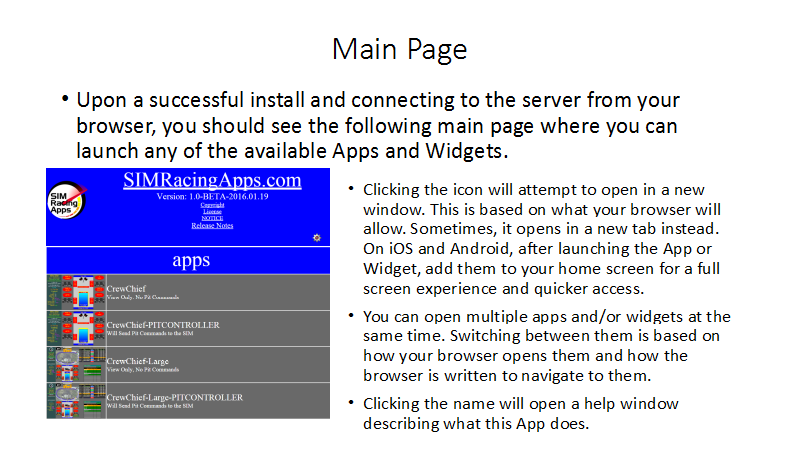 Main Page
• Upon a successful install and connecting to the server from your
browser, you should see the following main page where you can
launch any of the available Apps and Widgets.
SIM
Racing
Apps
SIMRacingApps.com
Version: 1.0-BETA-2016.01.19
Copyright
License
NOTICE
Release Notes
apps
CrewChief
View Only, No Pit Commands
CrewChief-PITCONTROLLER
Will Send Pit Commands to the SIM
CrewChief-Large
View Only, No Pit Commands
CrewChief-Large-PITCONTROLLER
Will Send Pit Commands to the SIM
• Clicking the icon will attempt to open in a new
window. This is based on what your browser will
allow. Sometimes, it opens in a new tab instead.
On iOS and Android, after launching the App or
Widget, add them to your home screen for a full
screen experience and quicker access.
• You can open multiple apps and/or widgets at the
same time. Switching between them is based on
how your browser opens them and how the
browser is written to navigate to them.
• Clicking the name will open a help window
describing what this App does.